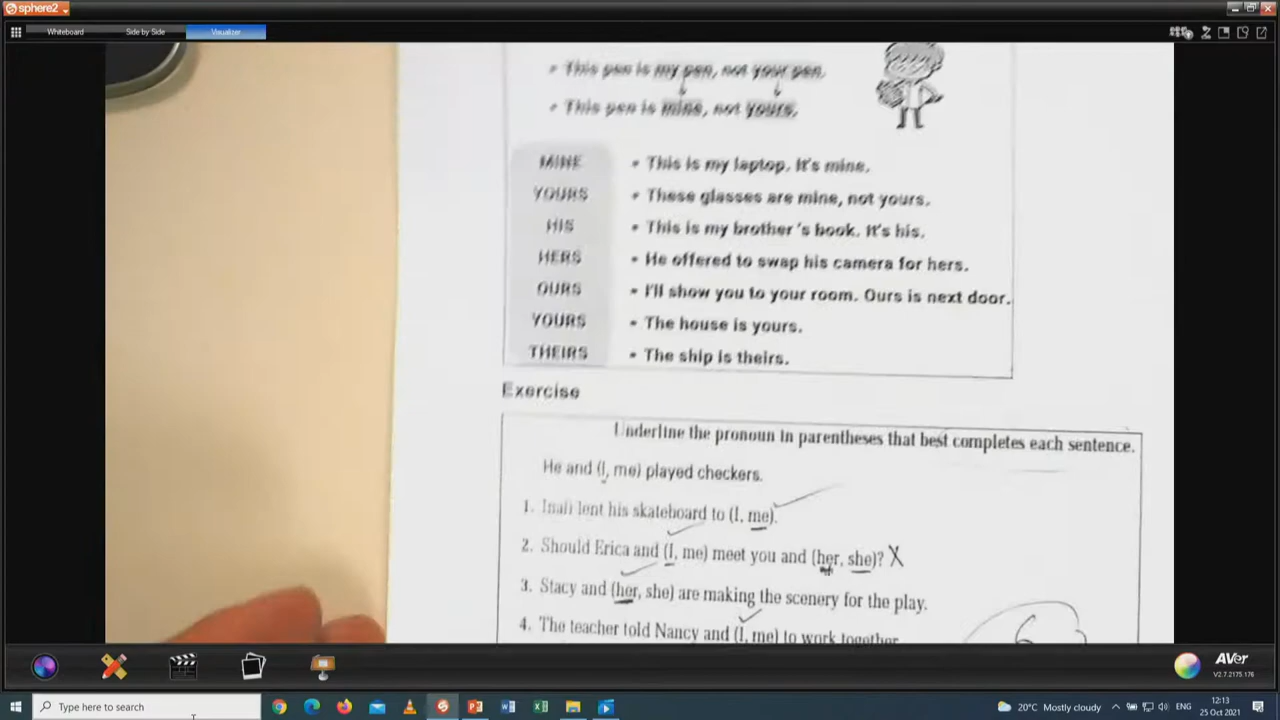 sphere2
Whiteboard
Side by Side
Visualizer
This pen is my pen, not your pen.
This pen is mine, not yours.
MINE • This is my laptop. It's mine.
YOURS • These glasses are mine, not yours.
HIS • This is my brother's book. It's his.
HERS • He offered to swap his camera for hers.
OURS • I'll show you to your room. Ours is next door.
YOURS • The house is yours.
THEIRS • The ship is theirs.
Exercise
Underline the pronoun in parentheses that best completes each sentence.
He and (I, me) played checkers.
1. lent his skateboard to (I, me).
2. Should Erica and (I, me) meet you and (her, she)? X
3. Stacy and (her, she) are making the scenery for the play.
4. The teacher told Nancy and (I, me) to work together
AVer
V2.7.2175.176
Type here to search
20°C Mostly cloudy
12:13
25 Oct 2021